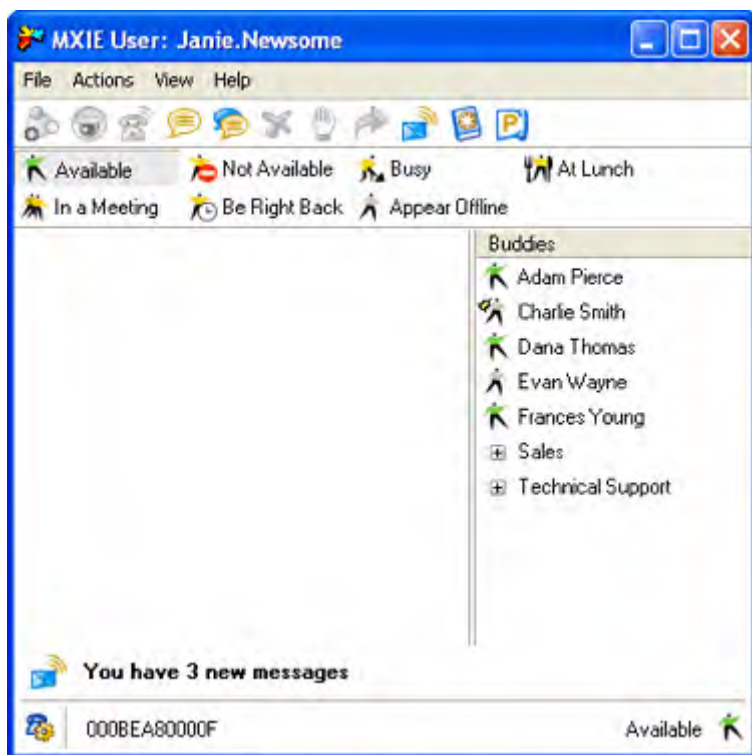 MXIE User: Janie.Newsome
File Actions View Help
Available Not Available Busy At Lunch
In a Meeting Be Right Back Appear Offline
Buddies
Adam Pierce
Charlie Smith
Dana Thomas
Evan Wayne
Frances Young
Sales
Technical Support
You have 3 new messages
000BEA80000F Available